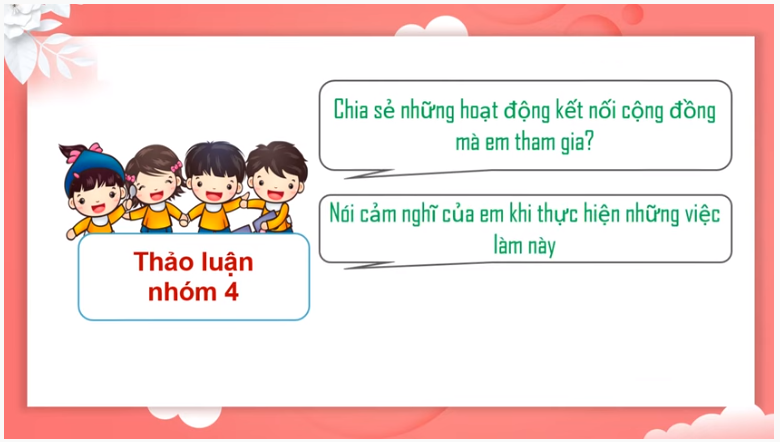 Chia sẻ những hoạt động kết nối cộng đồng
mà em tham gia?
Nói cảm nghĩ của em khi thực hiện những việc
làm này
Thảo luận
nhóm 4